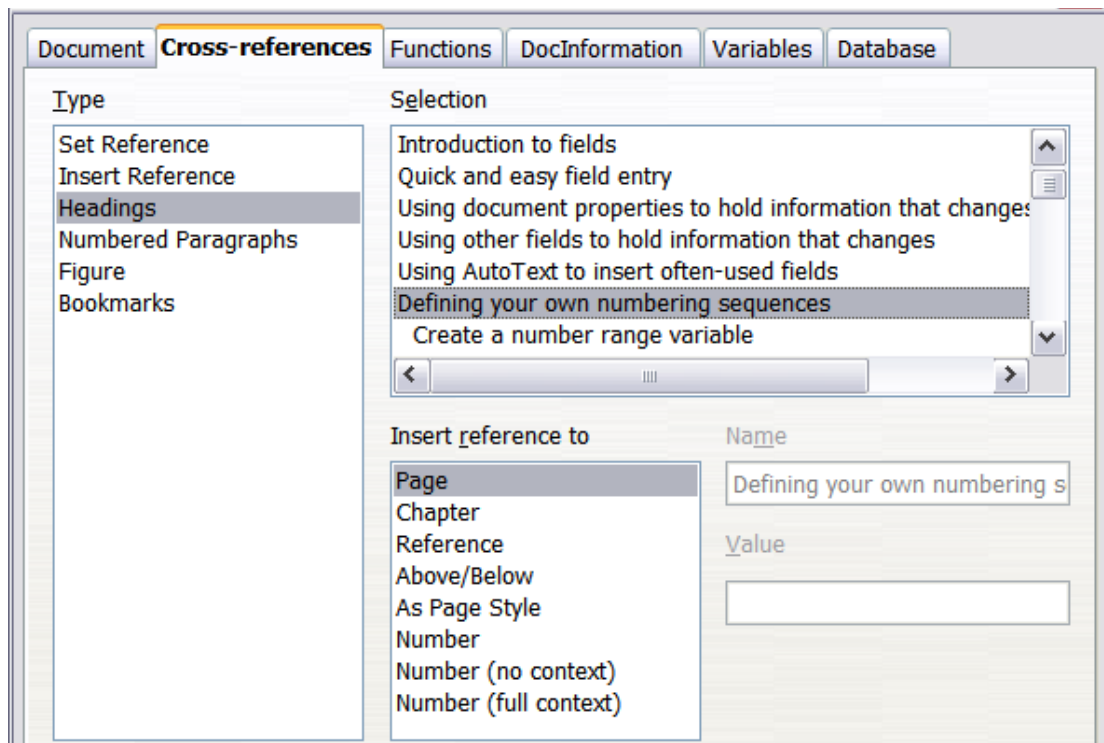 Document Cross-references Functions DocInformation Variables Database
Type
Set Reference
Insert Reference
Headings
Numbered Paragraphs
Figure
Bookmarks
Selection
Introduction to fields
Quick and easy field entry
Using document properties to hold information that changes
Using other fields to hold information that changes
Using AutoText to insert often-used fields
Defining your own numbering sequences
Create a number range variable
Insert reference to
Page
Chapter
Reference
Above/Below
As Page Style
Number
Number (no context)
Number (full context)
Name
Defining your own numbering s
Value